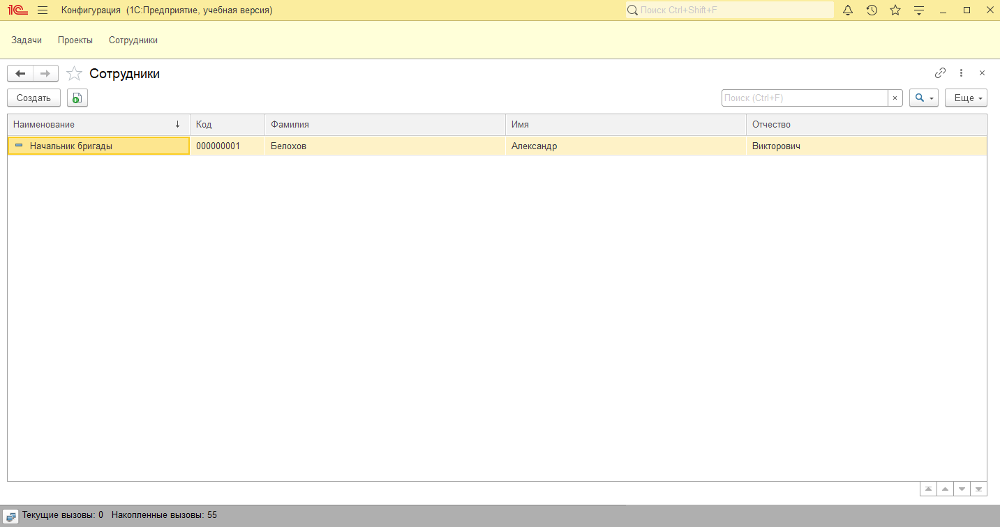 1С Конфигурация (1С:Предприятие, учебная версия) Поиск Ctrl+Shift+F
Задачи Проекты Сотрудники
Сотрудники
Создать Поиск (Ctrl+F) × Еще
Наименование ↓ Код Фамилия Имя Отчество
Начальник бригады 000000001 Белохов Александр Викторович
Текущие вызовы: 0 Накопленные вызовы: 55